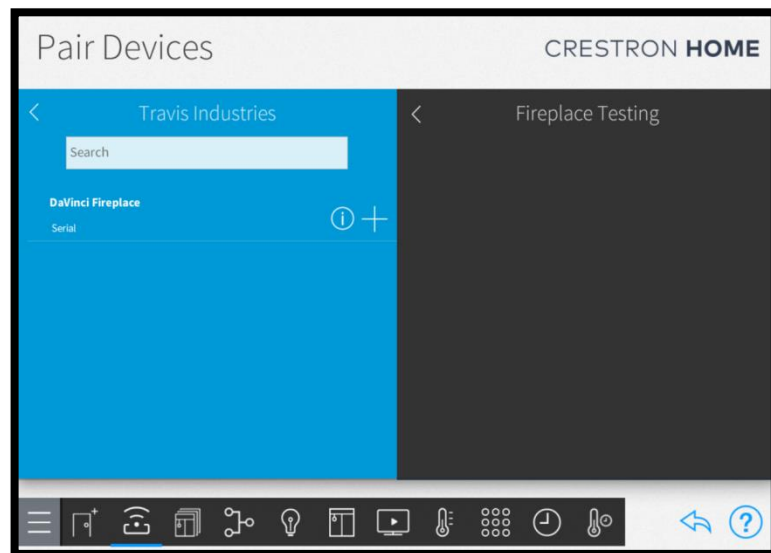 Pair Devices
CRESTRON HOME
Travis Industries
Search
DaVinci Fireplace
Serial
Fireplace Testing